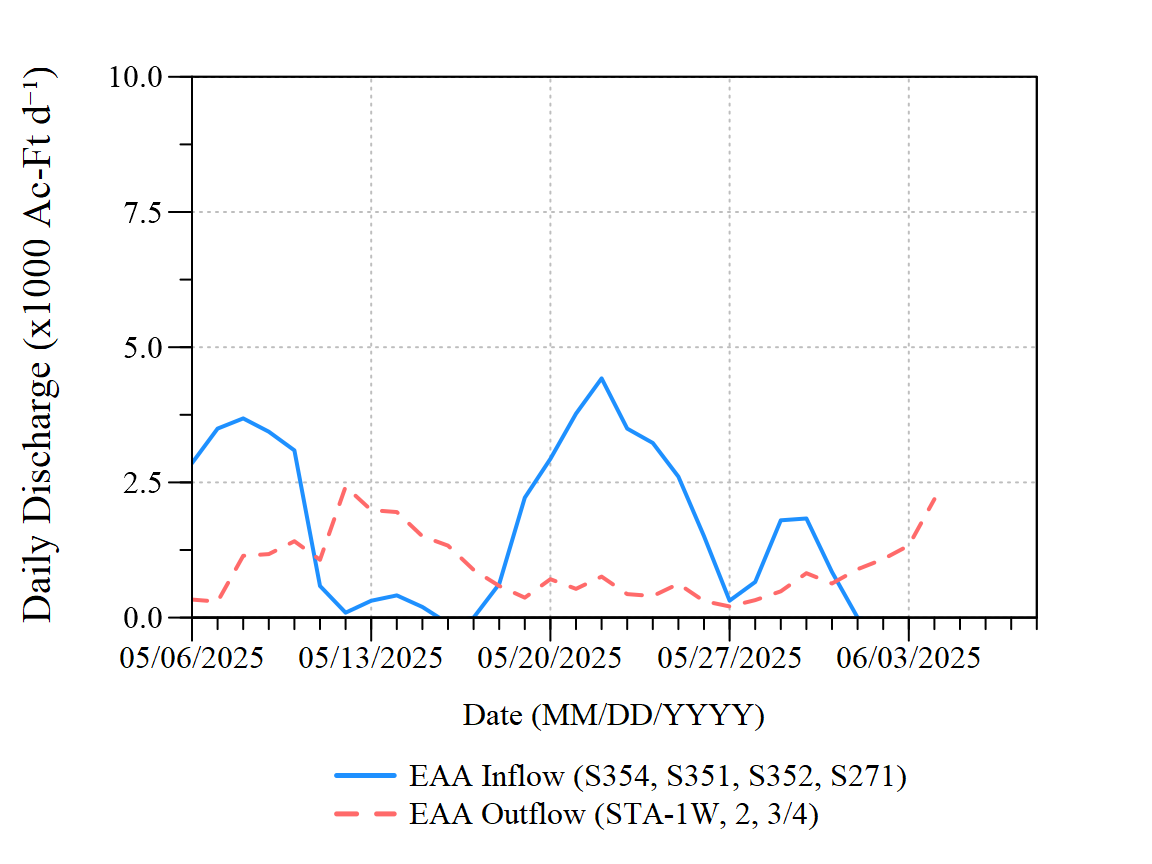 Daily Discharge (x1000 Ac-Ft d⁻¹)
10.0
7.5
5.0
2.5
0.0
05/06/2025 05/13/2025 05/20/2025 05/27/2025 06/03/2025
Date (MM/DD/YYYY)
EAA Inflow (S354, S351, S352, S271)
EAA Outflow (STA-1W, 2, 3/4)